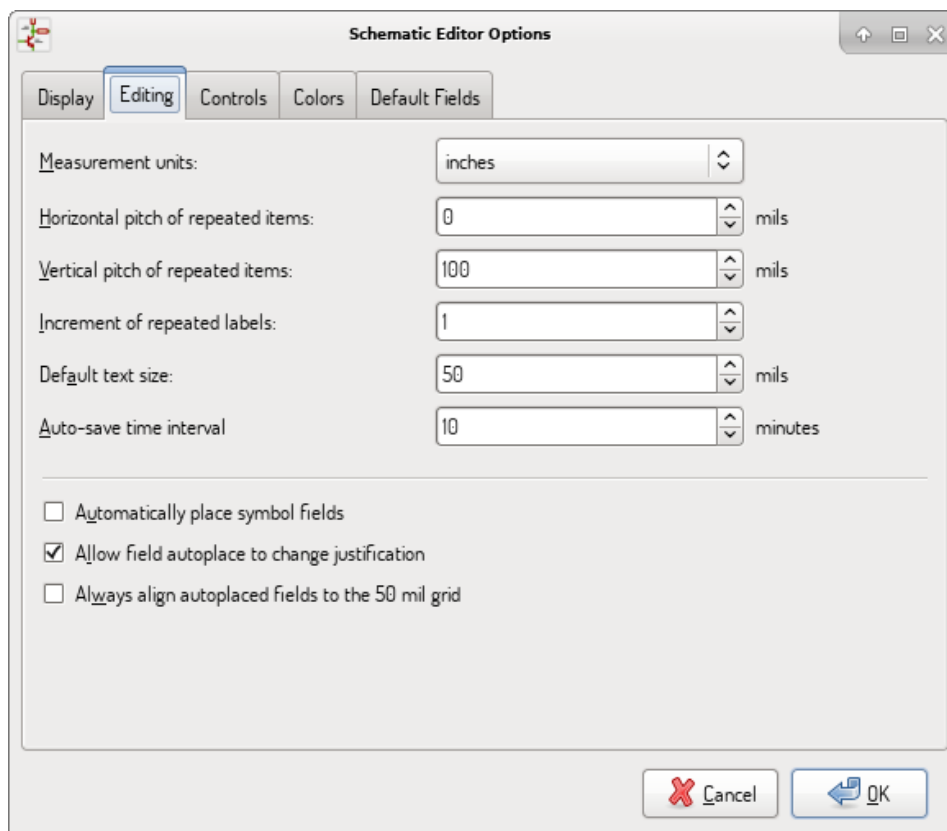 Schematic Editor Options
Display Editing Controls Colors Default Fields
Measurement units: inches
Horizontal pitch of repeated items: 0 mils
Vertical pitch of repeated items: 100 mils
Increment of repeated labels: 1
Default text size: 50 mils
Auto-save time interval 10 minutes
Automatically place symbol fields
Allow field autoplace to change justification
Always align autoplaced fields to the 50 mil grid
Cancel OK